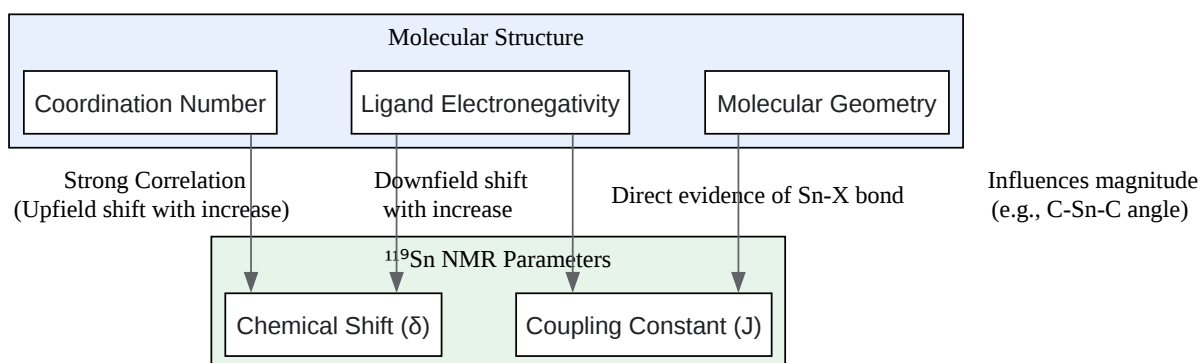 Molecular Structure
Coordination Number
Ligand Electronegativity
Molecular Geometry
Strong Correlation
(Upfield shift with increase)
Downfield shift
with increase
Direct evidence of Sn-X bond
Influences magnitude
(e.g., C-Sn-C angle)
¹¹⁹Sn NMR Parameters
Chemical Shift (δ)
Coupling Constant (J)